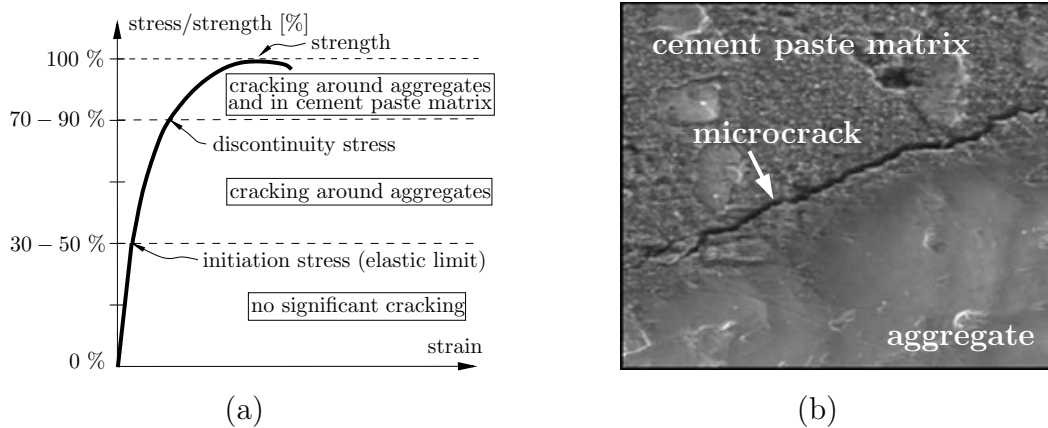 stress/strength [%]
strength
100 %
cracking around aggregates
and in cement paste matrix
70 – 90 %
discontinuity stress
cracking around aggregates
30 – 50 %
initiation stress (elastic limit)
no significant cracking
0 %
strain
(a)
cement paste matrix
microcrack
aggregate
(b)